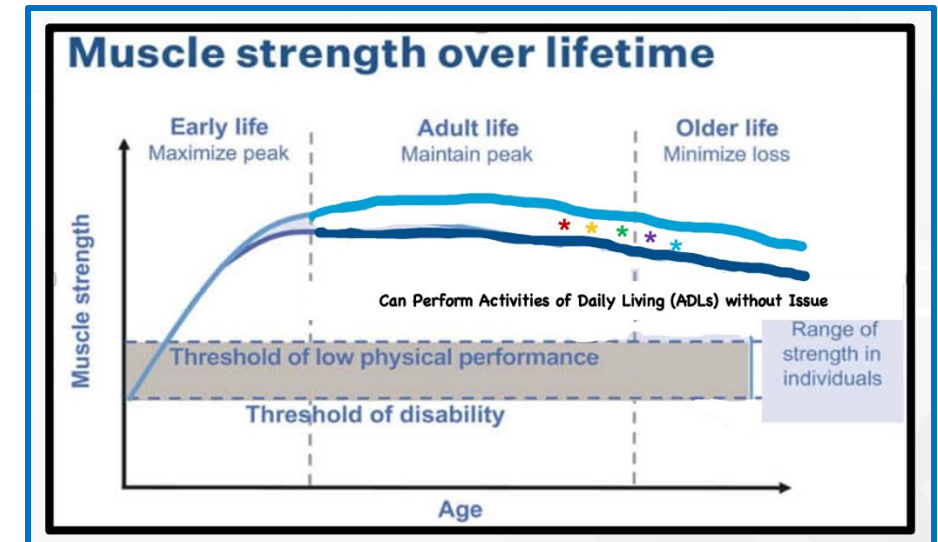 Muscle strength over lifetime
Early life
Maximize peak
Adult life
Maintain peak
Older life
Minimize loss
Muscle strength
* * * * *
Can Perform Activities of Daily Living (ADLs) without Issue
Threshold of low physical performance
Range of
strength in
individuals
Threshold of disability
Age